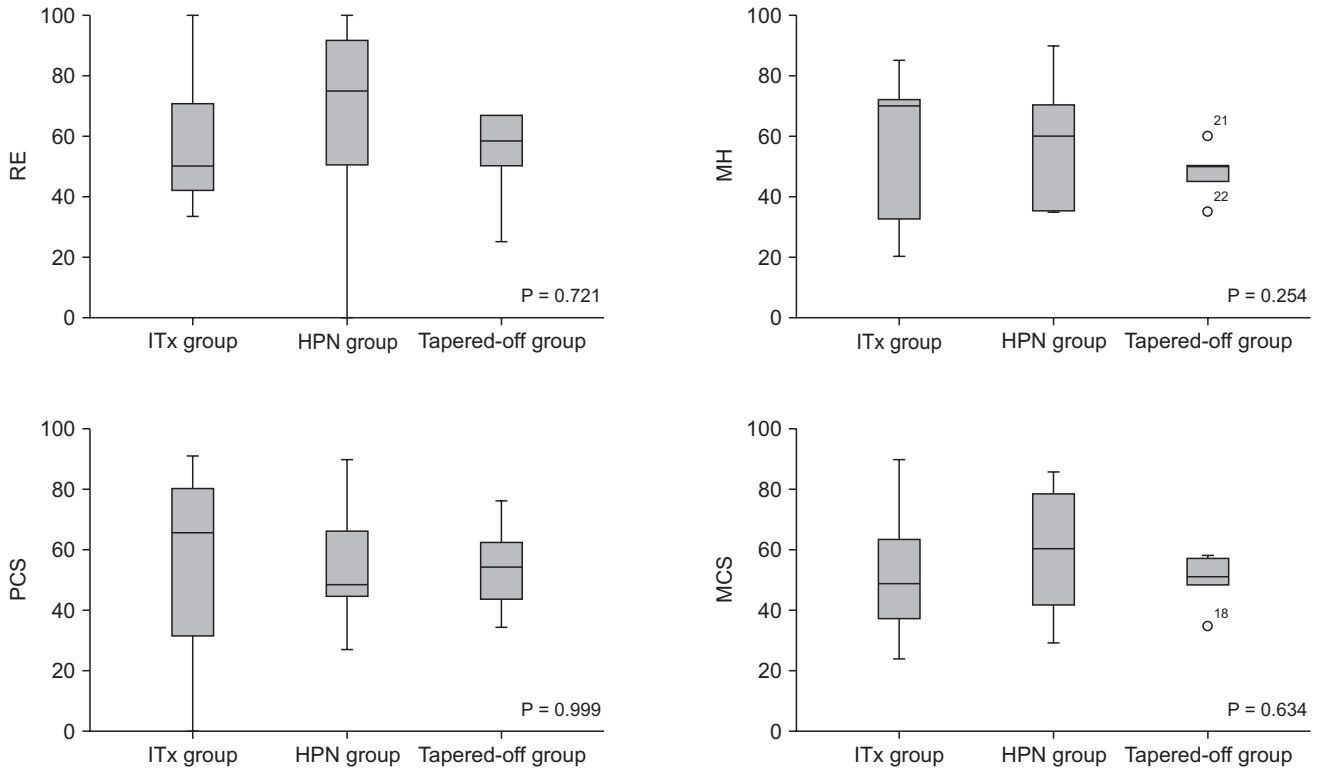 100
80
60
40
20
0
RE
P = 0.721
ITx group HPN group Tapered-off group
100
80
60
40
20
0
MH
21
22
P = 0.254
ITx group HPN group Tapered-off group
100
80
60
40
20
0
PCS
P = 0.999
ITx group HPN group Tapered-off group
100
80
60
40
20
0
MCS
18
P = 0.634
ITx group HPN group Tapered-off group